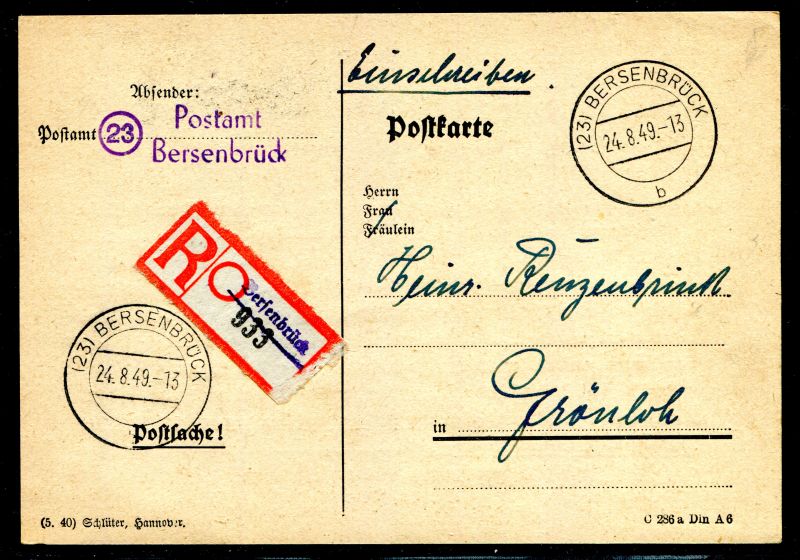 Einschreiben.
Absender:
Postamt 23 Postamt
Bersenbrück
Postkarte
(23) BERSENBRÜCK
24.8.49.-13
b
Herrn
Frau
Fräulein
Heinr. Renzenbrink
R
Bersenbrück
933
(23) BERSENBRÜCK
24.8.49.-13
Postsache!
in Grönloh
(5. 40) Schlüter, Hannover.
C 286 a Din A 6